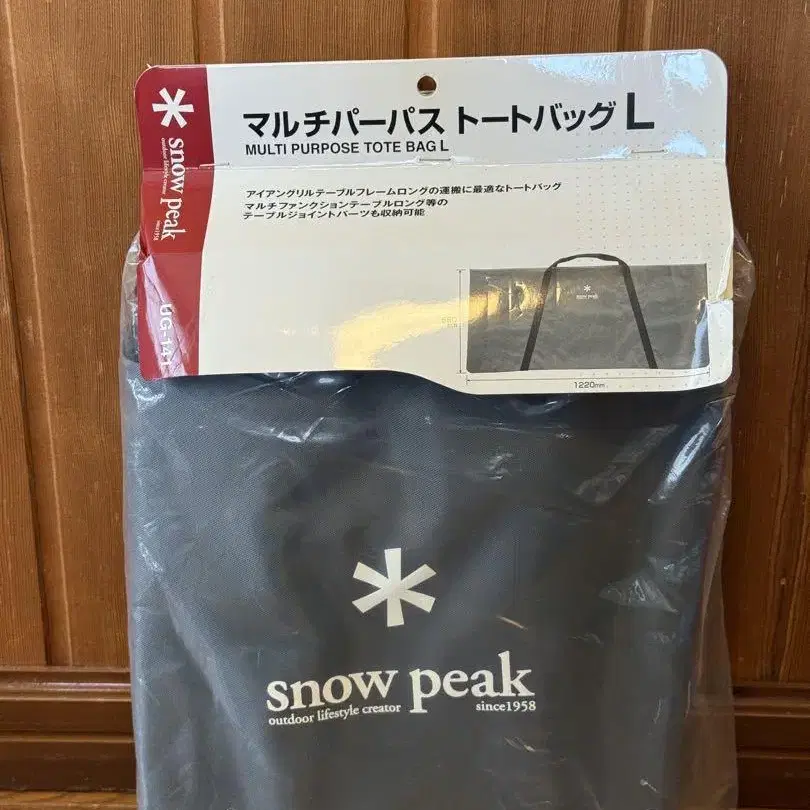 snow peak
outdoor lifestyle creator
since1958
マルチパーパス トートバッグ L
MULTI PURPOSE TOTE BAG L
アイアングリルテーブルフレームロングの運搬に最適なトートバッグ
マルチファンクションテーブルロング等の
テーブルジョイントパーツも収納可能
snow peak
1220mm
snow peak
outdoor lifestyle creator
since1958